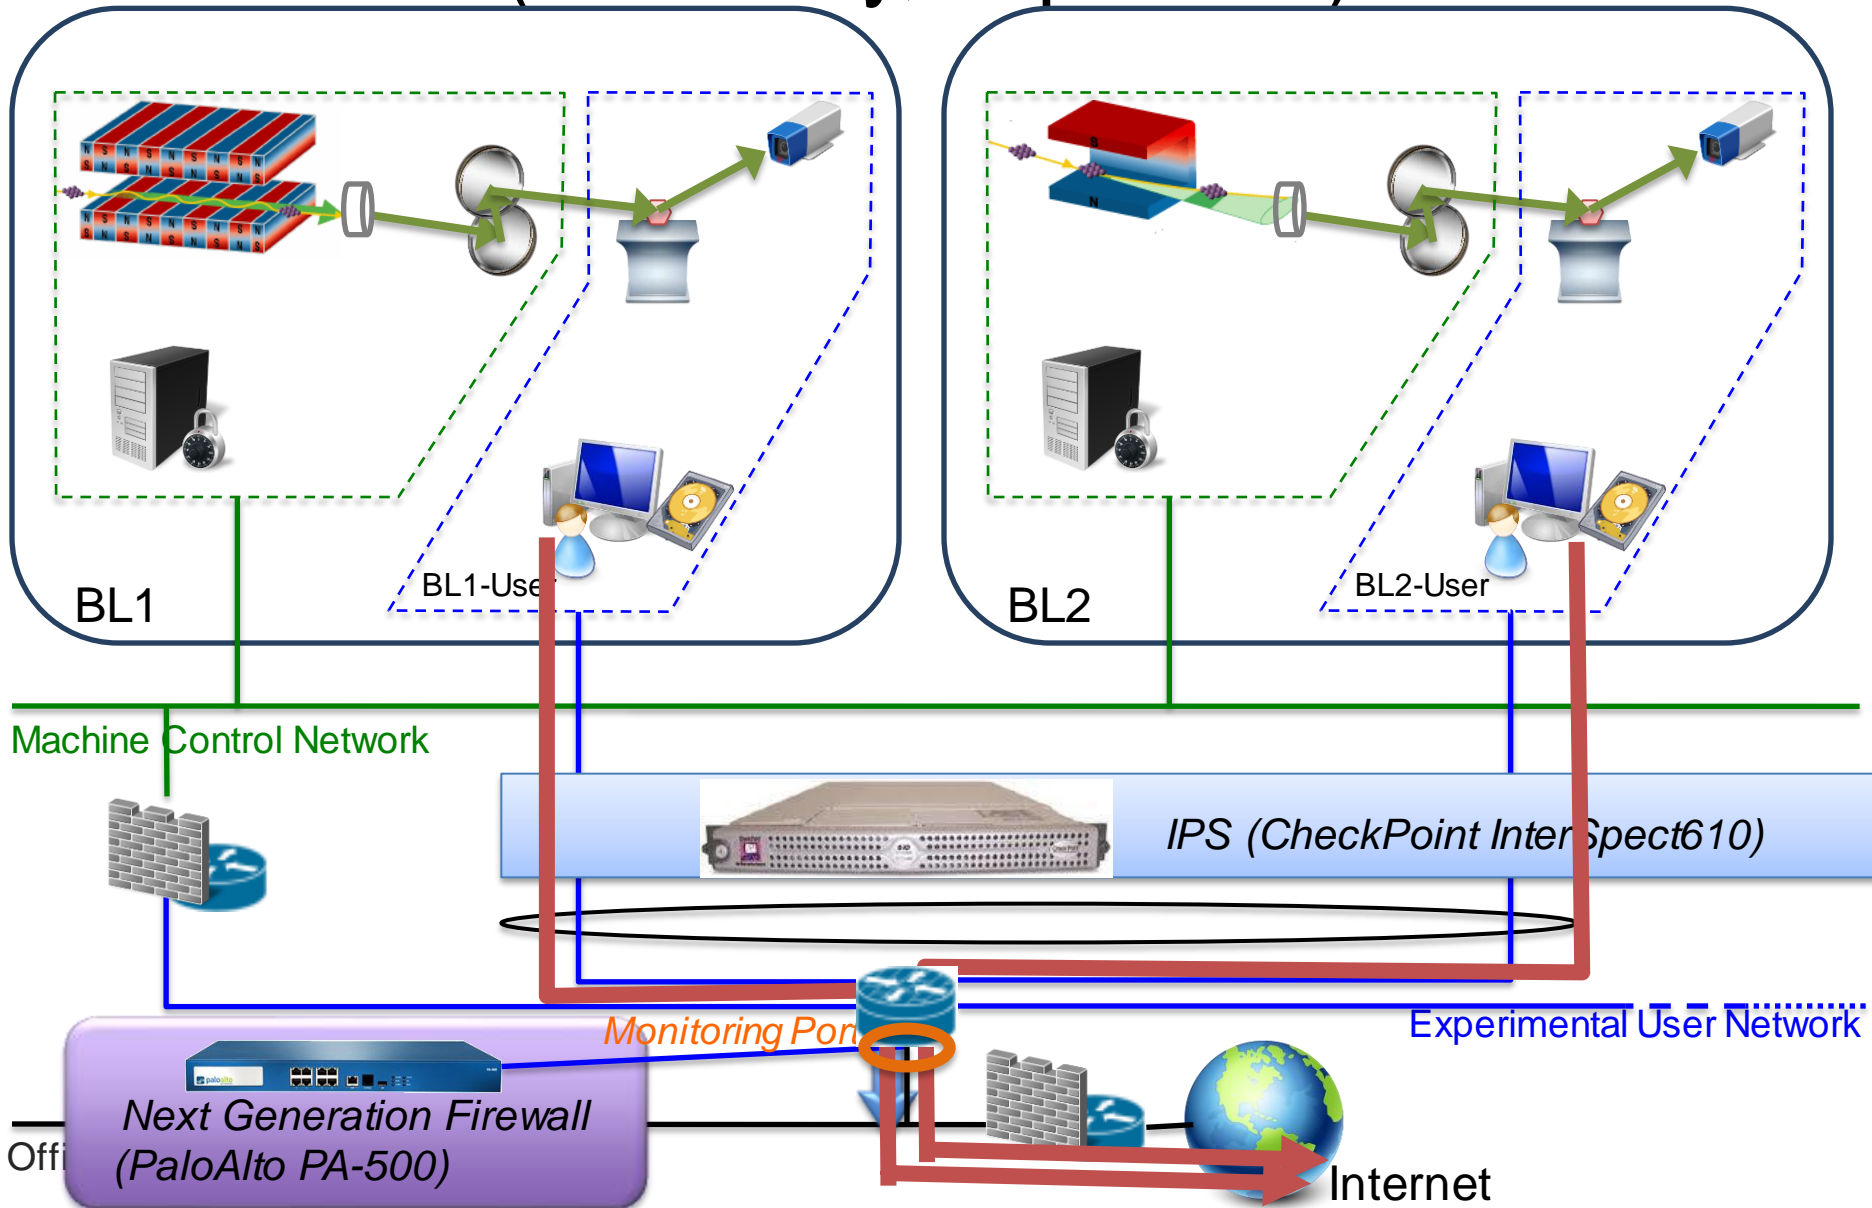 BL1-Use
BL1
BL2-User
BL2
Machine Control Network
IPS (CheckPoint InterSpect610)
Monitoring Por
Experimental User Network
paloalto
Next Generation Firewall
(PaloAlto PA-500)
Offi
Internet